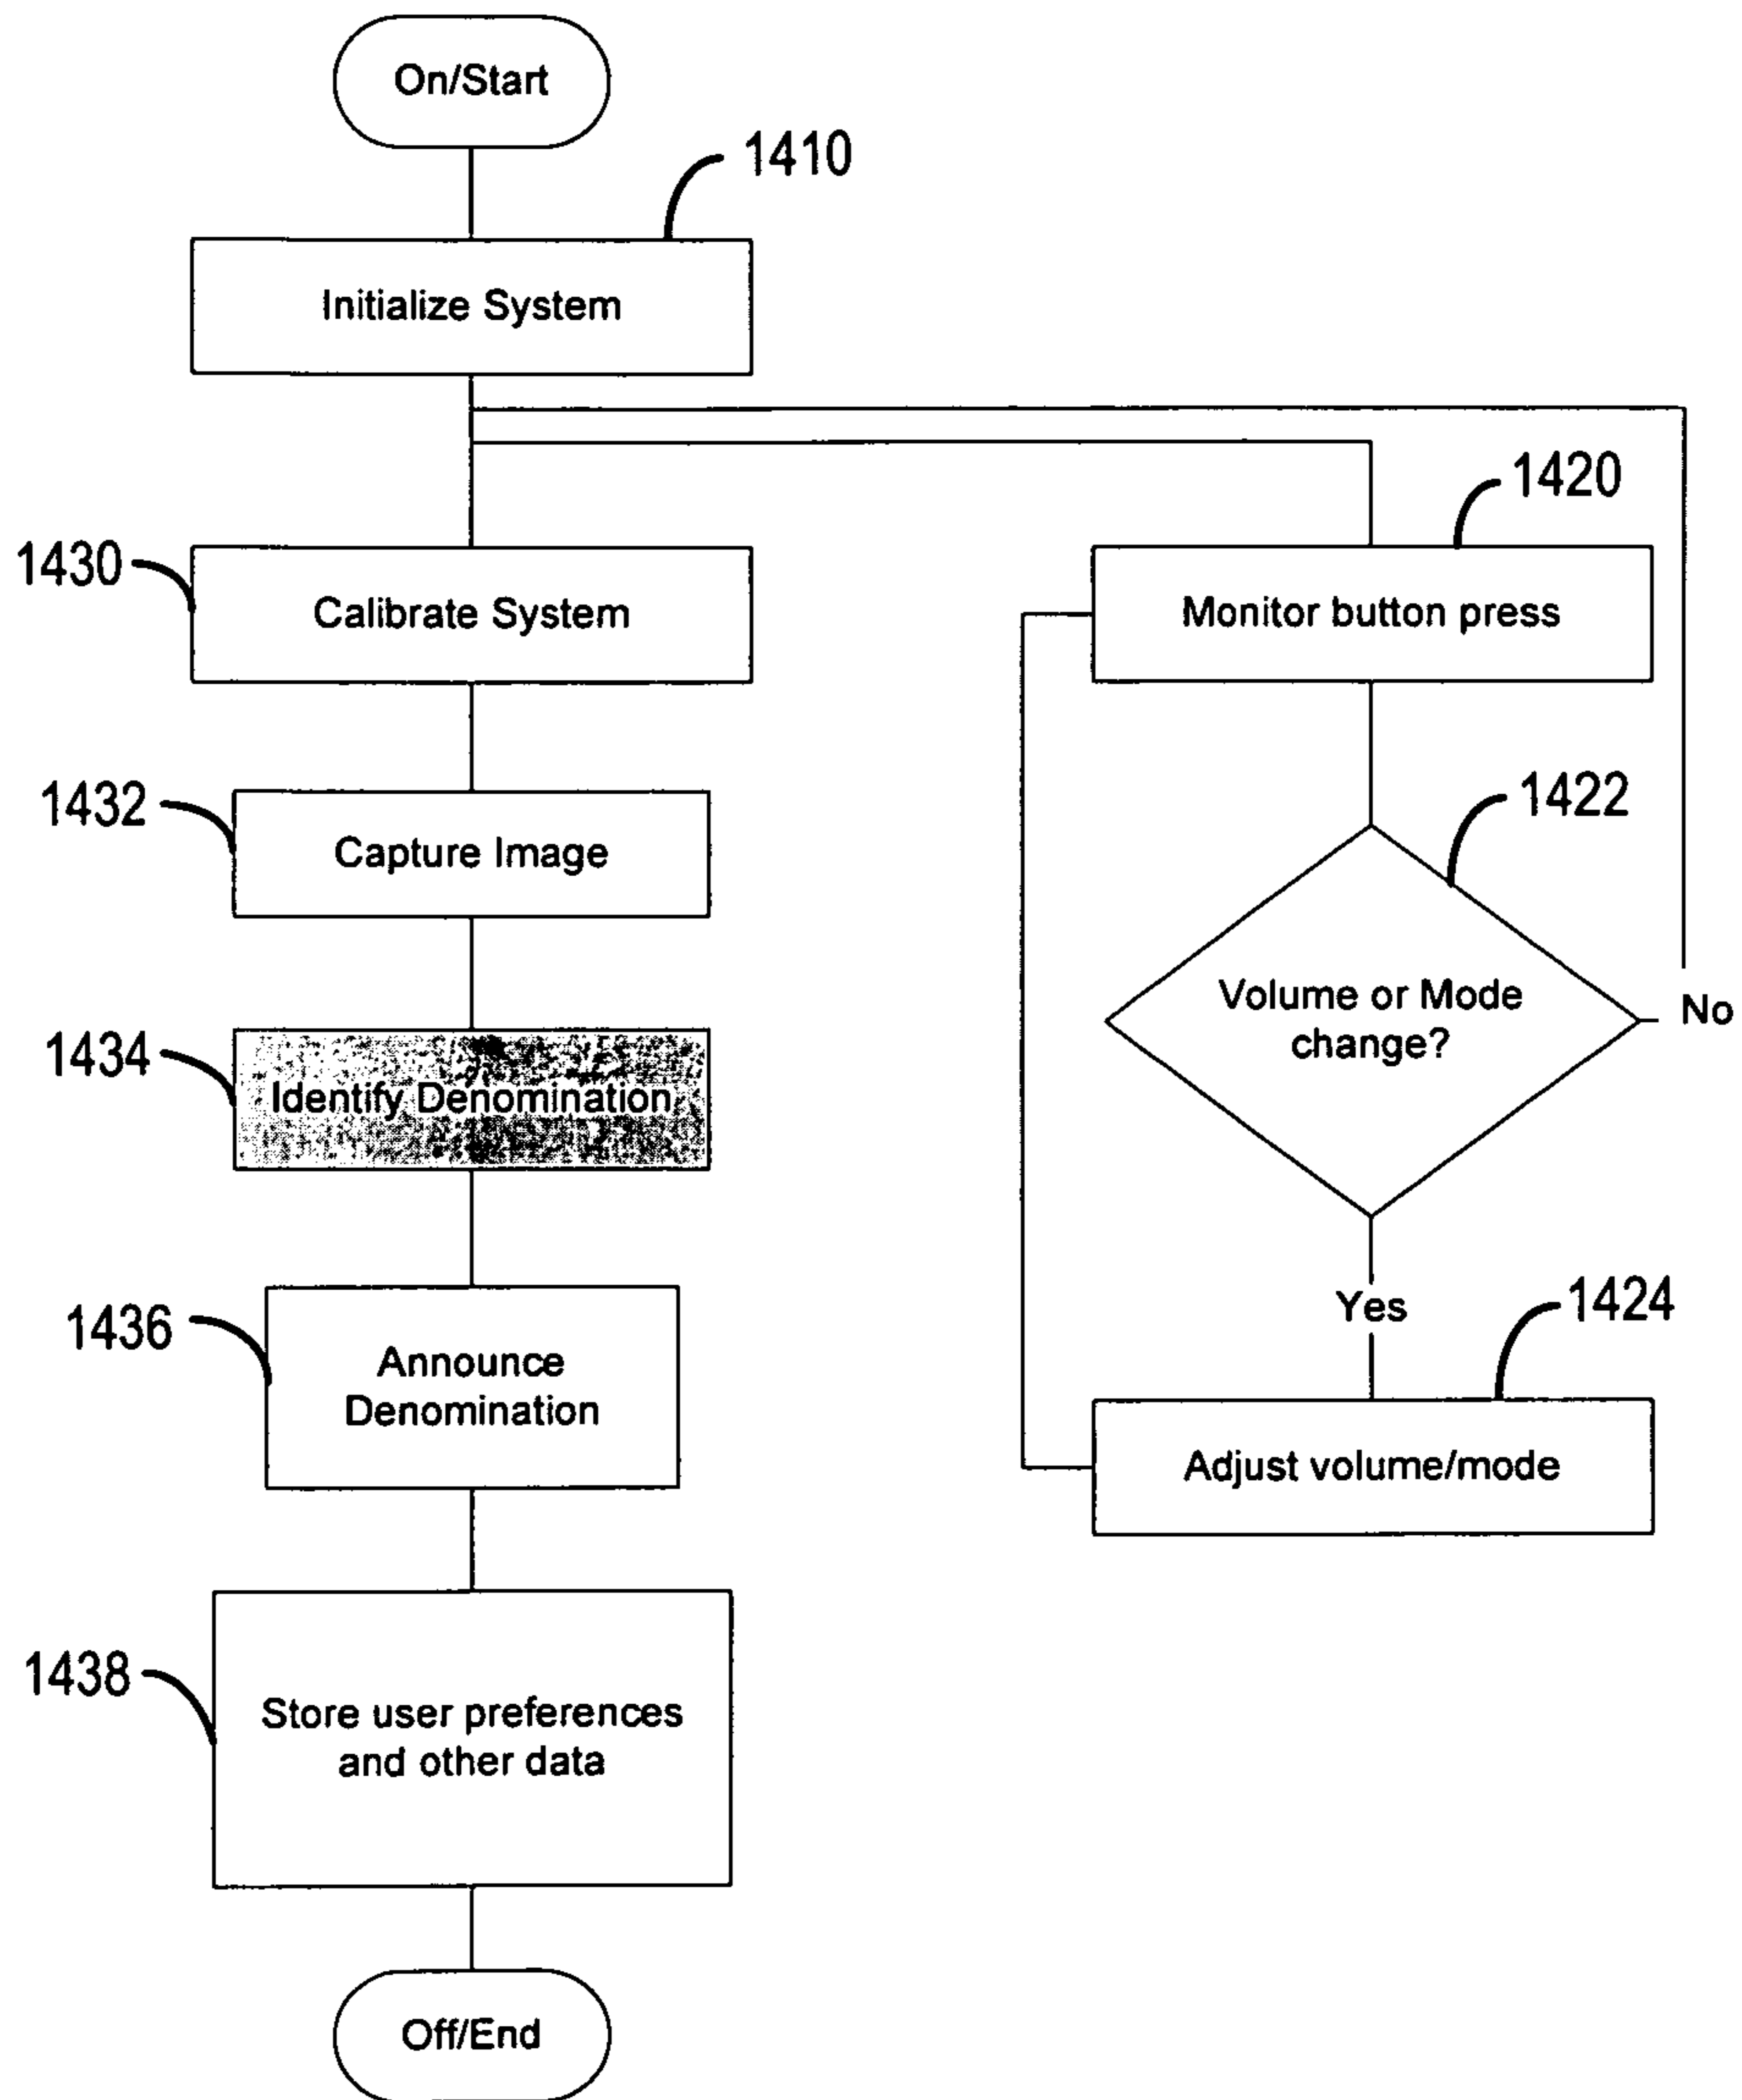 On/Start
1410
Initialize System
1420
1430
Calibrate System
Monitor button press
1432
Capture Image
1422
Volume or Mode
change?
No
1434
Identify Denomination
Yes
1424
1436
Announce
Denomination
Adjust volume/mode
1438
Store user preferences
and other data
Off/End